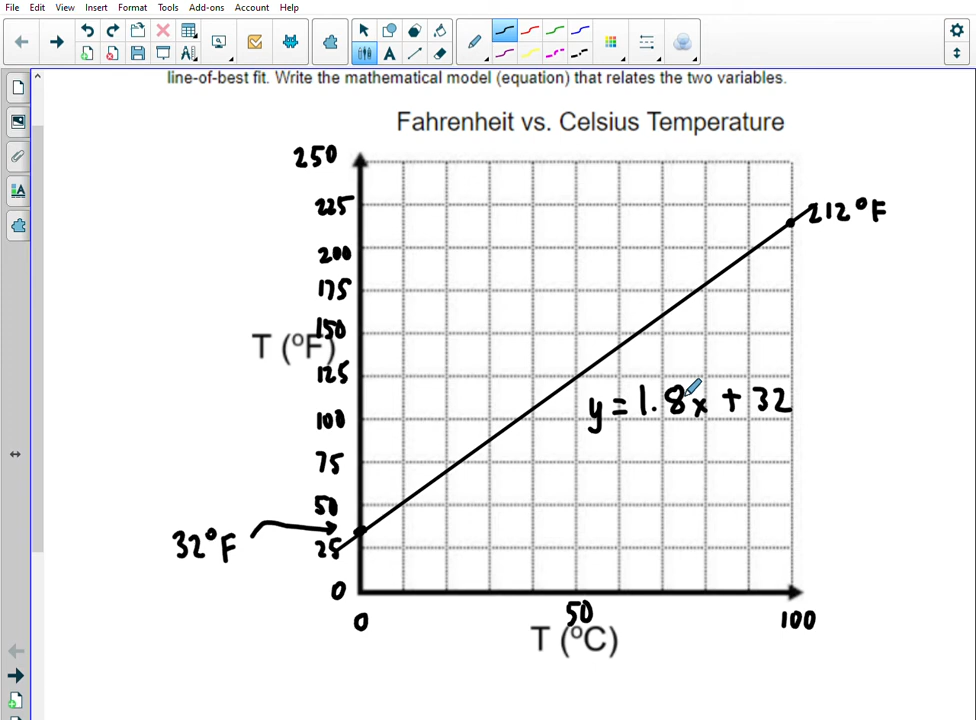 File Edit View Insert Format Tools Add-ons Account Help
line-of-best fit. Write the mathematical model (equation) that relates the two variables.
Fahrenheit vs. Celsius Temperature
250
225
212°F
200
175
150
T (°F)
125
y = 1.8x + 32
100
75
50
32°F
25
0
0
50
100
T (°C)